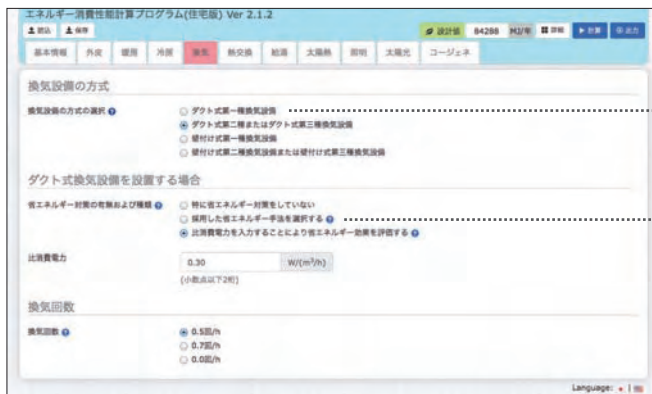 エネルギー消費性能計算プログラム(住宅版) Ver 2.1.2
読込 保存 設計値 84288 MJ/年 詳細 計算 出力
基本情報 外皮 暖房 冷房 換気 熱交換 給湯 太陽熱 照明 太陽光 コージェネ
換気設備の方式
換気設備の方式の選択
ダクト式第一種換気設備
ダクト式第二種またはダクト式第三種換気設備
壁付け式第一種換気設備
壁付け式第二種換気設備または壁付け式第三種換気設備
ダクト式換気設備を設置する場合
省エネルギー対策の有無および種類
特に省エネルギー対策をしていない
採用した省エネルギー手法を選択する
比消費電力を入力することにより省エネルギー効果を評価する
比消費電力
0.30 W/(m³/h)
(小数点以下2桁)
換気回数
換気回数
0.5回/h
0.7回/h
0.0回/h
Language: |